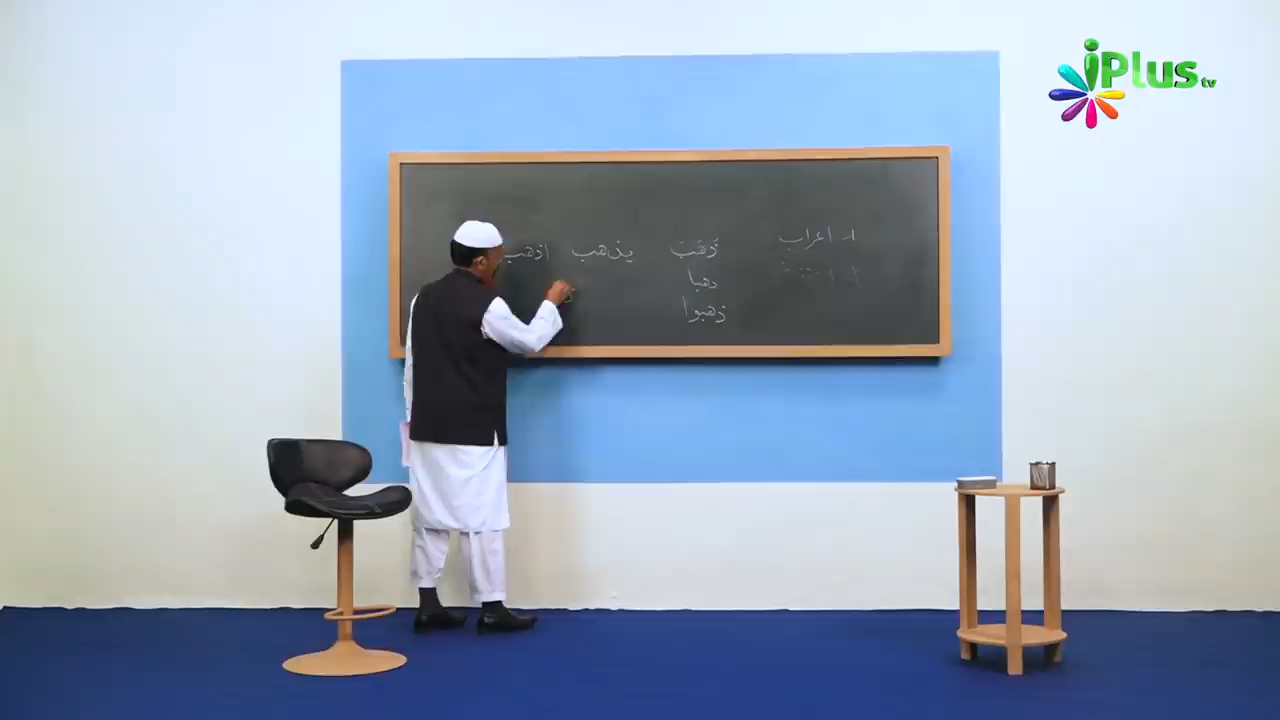 iPlus tv
١- اعراب
ذَهَبَ يذهب اذهب
ذهبا
ذهبوا